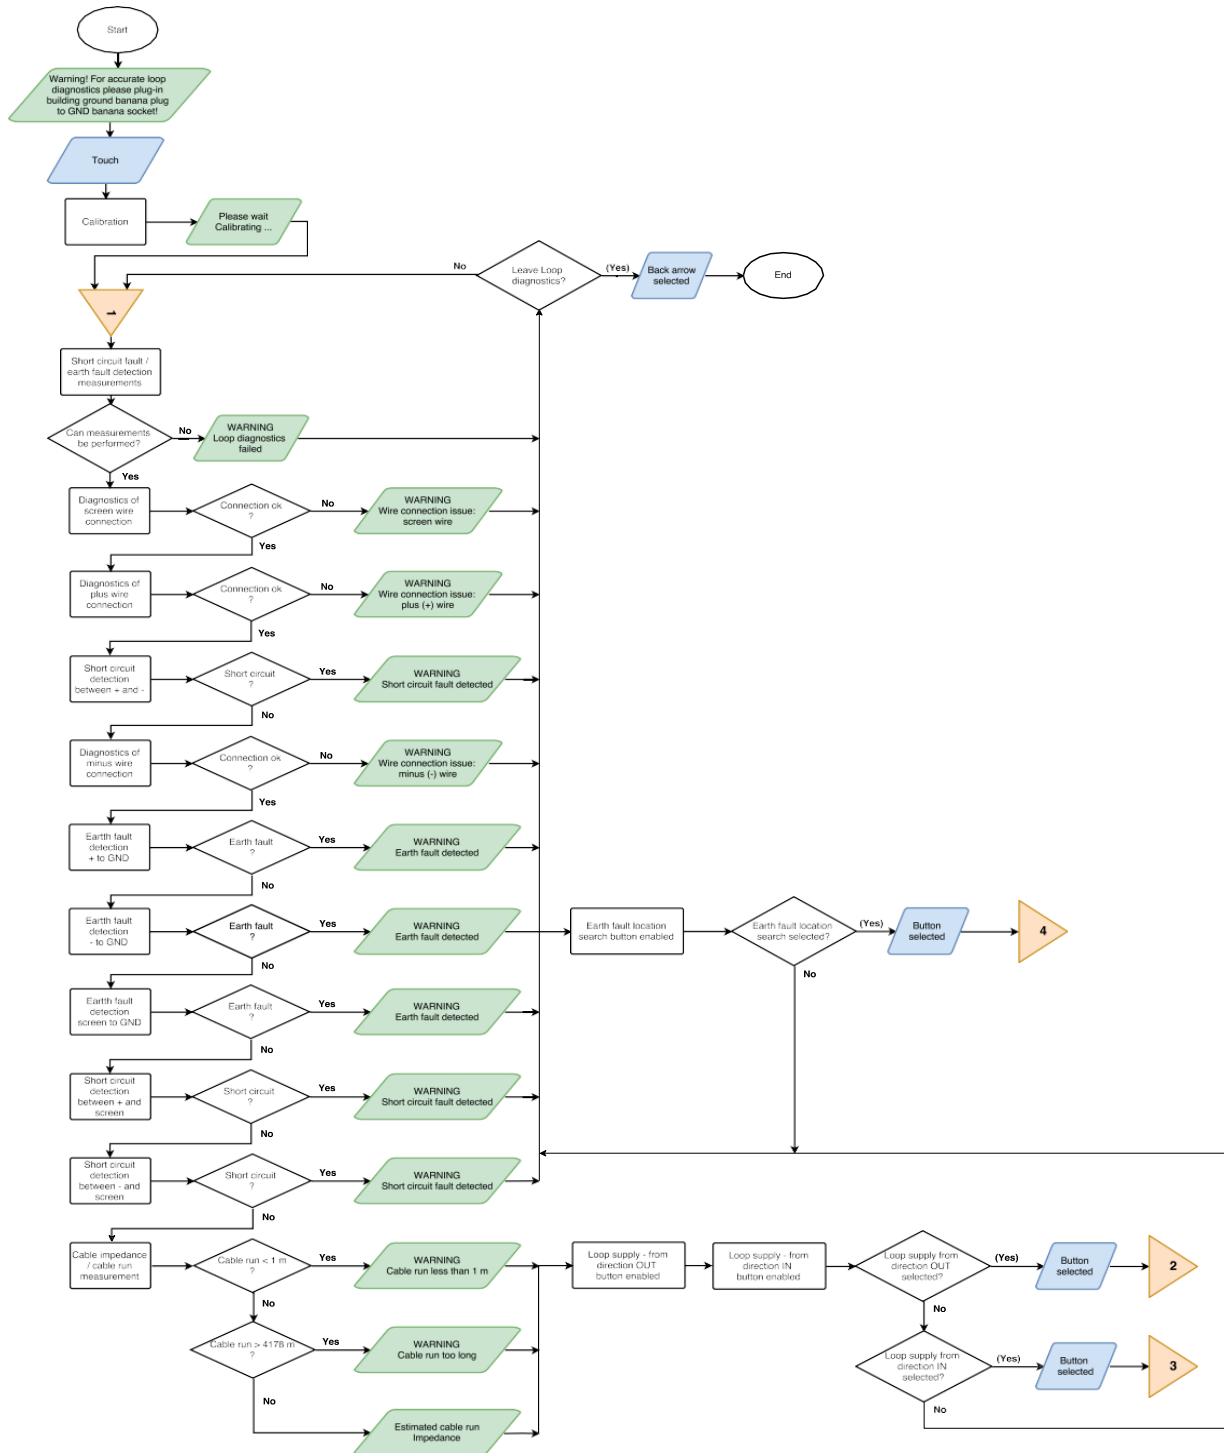 Start
Warning! For accurate loop
diagnostics please plug-in
building ground banana plug
to GND banana socket!
Touch
Calibration
Please wait
Calibrating ...
No
Leave Loop
diagnostics?
(Yes)
Back arrow
selected
End
1
Short circuit fault /
earth fault detection
measurements
Can measurements
be performed?
No
WARNING
Loop diagnostics
failed
Yes
Diagnostics of
screen wire
connection
Connection ok
?
No
WARNING
Wire connection issue:
screen wire
Yes
Diagnostics of
plus wire
connection
Connection ok
?
No
WARNING
Wire connection issue:
plus (+) wire
Yes
Short circuit
detection
between + and -
Short circuit
?
Yes
WARNING
Short circuit fault detected
No
Diagnostics of
minus wire
connection
Connection ok
?
No
WARNING
Wire connection issue:
minus (-) wire
Yes
Eartth fault
detection
+ to GND
Earth fault
?
Yes
WARNING
Earth fault detected
No
Eartth fault
detection
- to GND
Earth fault
?
Yes
WARNING
Earth fault detected
Earth fault location
search button enabled
Earth fault location
search selected?
(Yes)
Button
selected
4
No
No
Eartth fault
detection
screen to GND
Earth fault
?
Yes
WARNING
Earth fault detected
No
Short circuit
detection
between + and
screen
Short circuit
?
Yes
WARNING
Short circuit fault detected
No
Short circuit
detection
between - and
screen
Short circuit
?
Yes
WARNING
Short circuit fault detected
No
Cable impedance
/ cable run
measurement
Cable run < 1 m
?
Yes
WARNING
Cable run less than 1 m
Loop supply - from
direction OUT
button enabled
Loop supply - from
direction IN
button enabled
Loop supply from
direction OUT
selected?
(Yes)
Button
selected
2
No
No
Cable run > 4178 m
?
Yes
WARNING
Cable run too long
Loop supply from
direction IN
selected?
(Yes)
Button
selected
3
No
No
Estimated cable run
Impedance